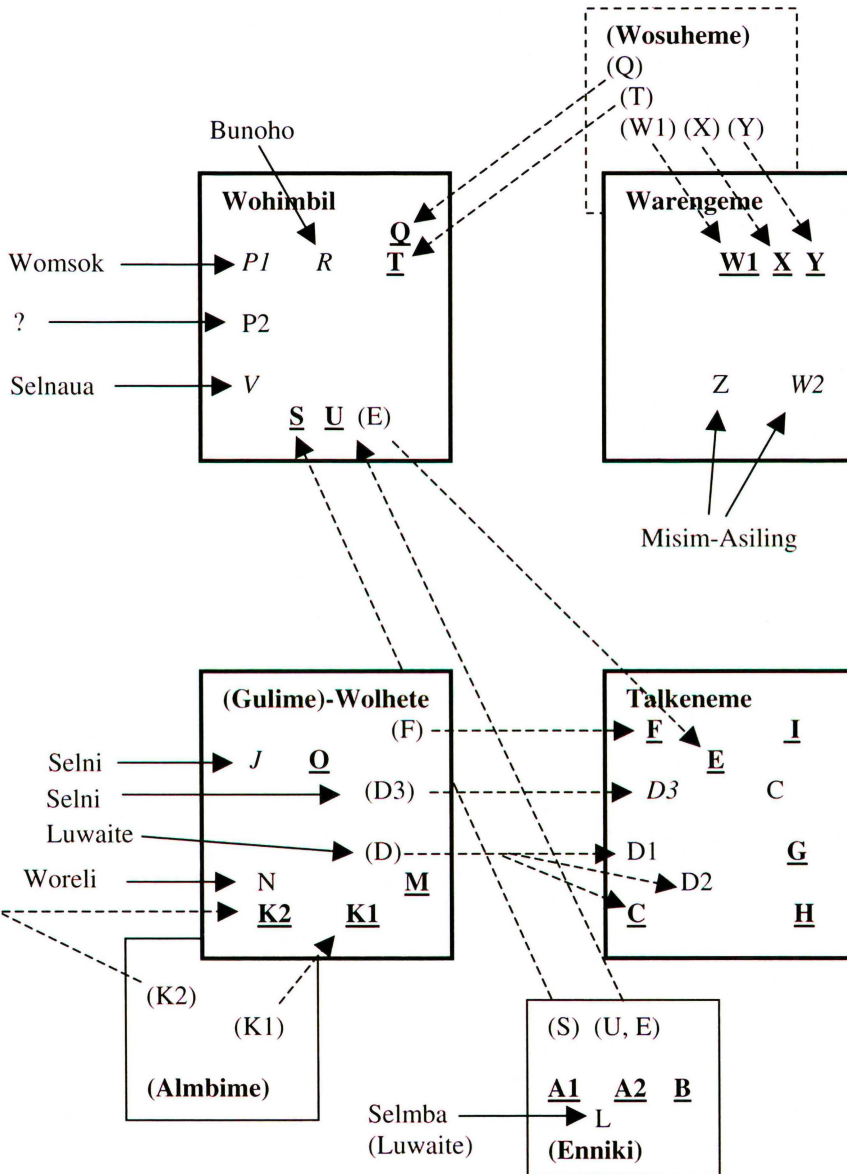 (Wosuheme)
(Q)
(T)
(W1) (X) (Y)
Bunoho
Wohimbil
Warengeme
Q
Womsok
P1 R T
W1 X Y
?
P2
Selnaua
V
Z W2
S U (E)
Misim-Asiling
(Gulime)-Wolhete
Talkeneme
(F)
F I
Selni
J O
E
Selni
(D3)
D3 C
Luwaite
(D)
D1 G
Woreli
N M
D2
K2 K1
C H
(K2)
(K1)
(S) (U, E)
(Almbime)
A1 A2 B
Selmba
L
(Luwaite)
(Enniki)